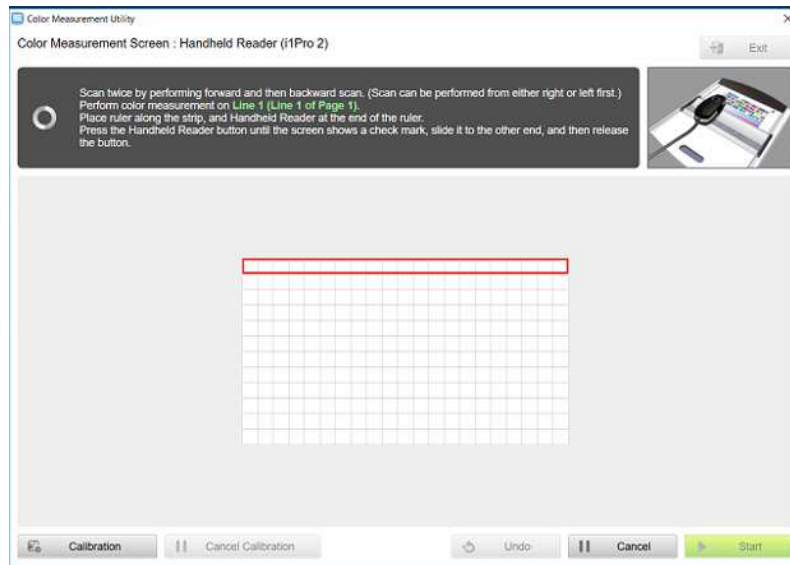 Color Measurement Utility
Color Measurement Screen : Handheld Reader (i1Pro 2)
Exit
Scan twice by performing forward and then backward scan. (Scan can be performed from either right or left first.)
Perform color measurement on Line 1 (Line 1 of Page 1).
Place ruler along the strip, and Handheld Reader at the end of the ruler.
Press the Handheld Reader button until the screen shows a check mark, slide it to the other end, and then release
the button.
Calibration
Cancel Calibration
Undo
Cancel
Start